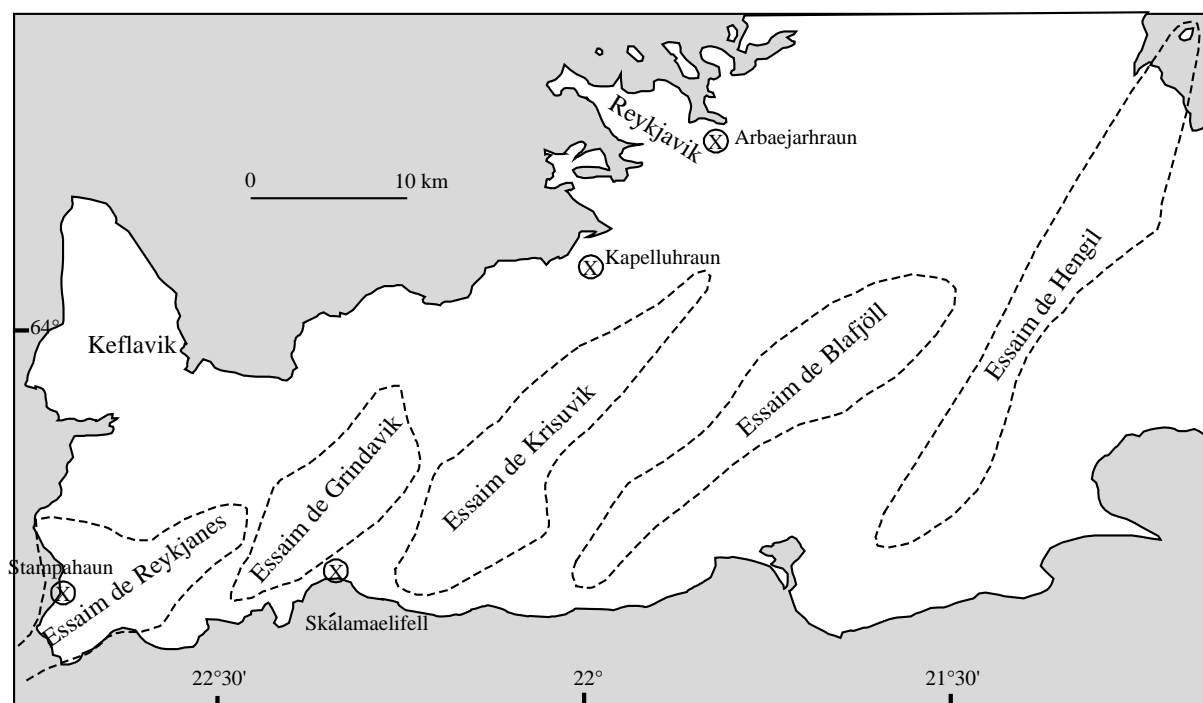 Reykjavik
X Arbaejarhraun
0 10 km
X Kapelluhraun
Essaim de Hengil
64°
Keflavik
Essaim de Blafjöll
Essaim de Krisuvik
Essaim de Grindavik
Essaim de Reykjanes
Stampahaun
X
X
Skálamaelifell
22°30' 22° 21°30'